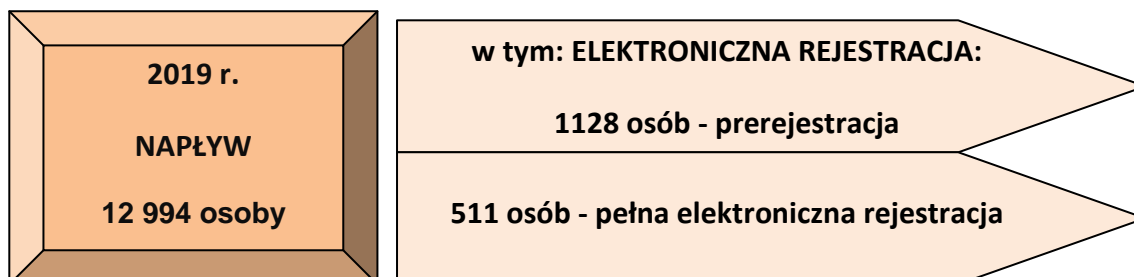 2019 r.
NAPŁYW
12 994 osoby
w tym: ELEKTRONICZNA REJESTRACJA:
1128 osób - prerejestracja
511 osób - pełna elektroniczna rejestracja